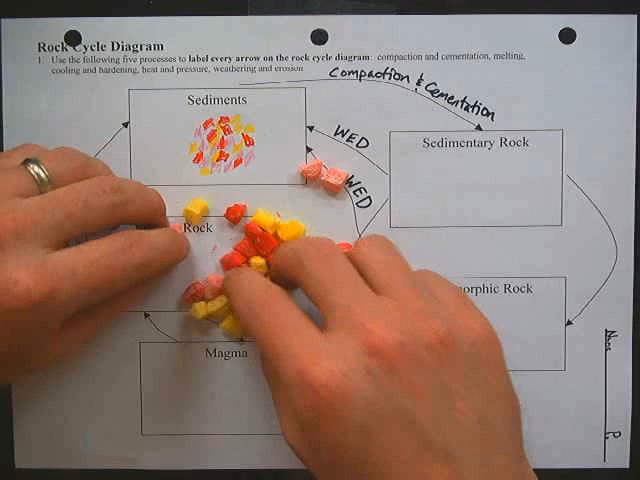 Rock Cycle Diagram
1. Use the following five processes to label every arrow on the rock cycle diagram: compaction and cementation, melting,
cooling and hardening, heat and pressure, weathering and erosion
Compaction & Cementation
Sediments
WED
Sedimentary Rock
WED
Rock
orphic Rock
Magma
Name P.